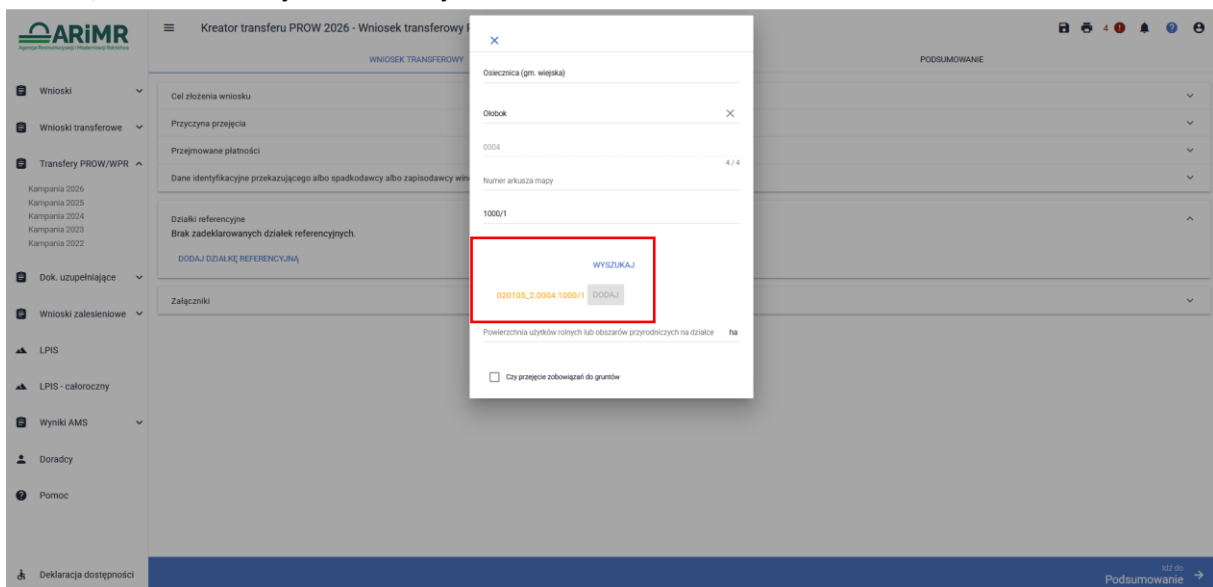 ARiMR
Agencja Restrukturyzacji i Modernizacji Rolnictwa
Kreator transferu PROW 2026 - Wniosek transferowy
4
WNIOSEK TRANSFEROWY
PODSUMOWANIE
Wnioski
Wnioski transferowe
Transfery PROW/WPR
Kampania 2026
Kampania 2025
Kampania 2024
Kampania 2023
Kampania 2022
Dok. uzupełniające
Wnioski zalesieniowe
LPIS
LPIS - całoroczny
Wyniki AMS
Doradcy
Pomoc
Deklaracja dostępności
Cel złożenia wniosku
Przyczyna przejęcia
Przejmowane płatności
Dane identyfikacyjne przekazującego albo spadkodawcy albo zapisodawcy
Działki referencyjne
Brak zadeklarowanych działek referencyjnych.
DODAJ DZIAŁKĘ REFERENCYJNĄ
Załączniki
Osiecznica (gm. wiejska)
Ołobok
0004
4 / 4
Numer arkusza mapy
1000/1
WYSZUKAJ
020105_2.0004.1000/1 DODAJ
Powierzchnia użytków rolnych lub obszarów przyrodniczych na działce ha
Czy przejęcie zobowiązań do gruntów
Idź do
Podsumowanie